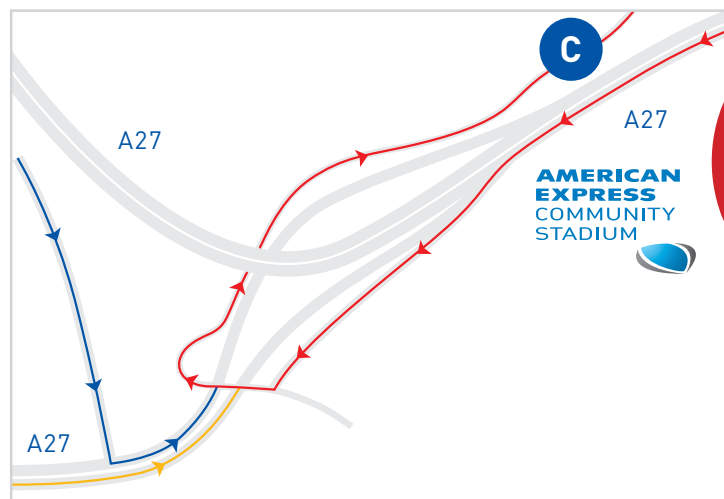 C
A27
A27
AMERICAN
EXPRESS
COMMUNITY
STADIUM
A27